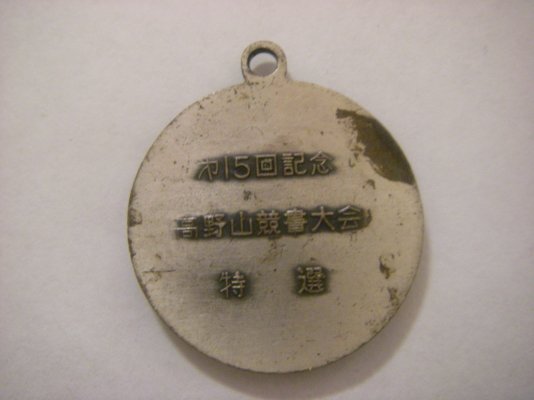 第15回記念
高野山競書大会
特選